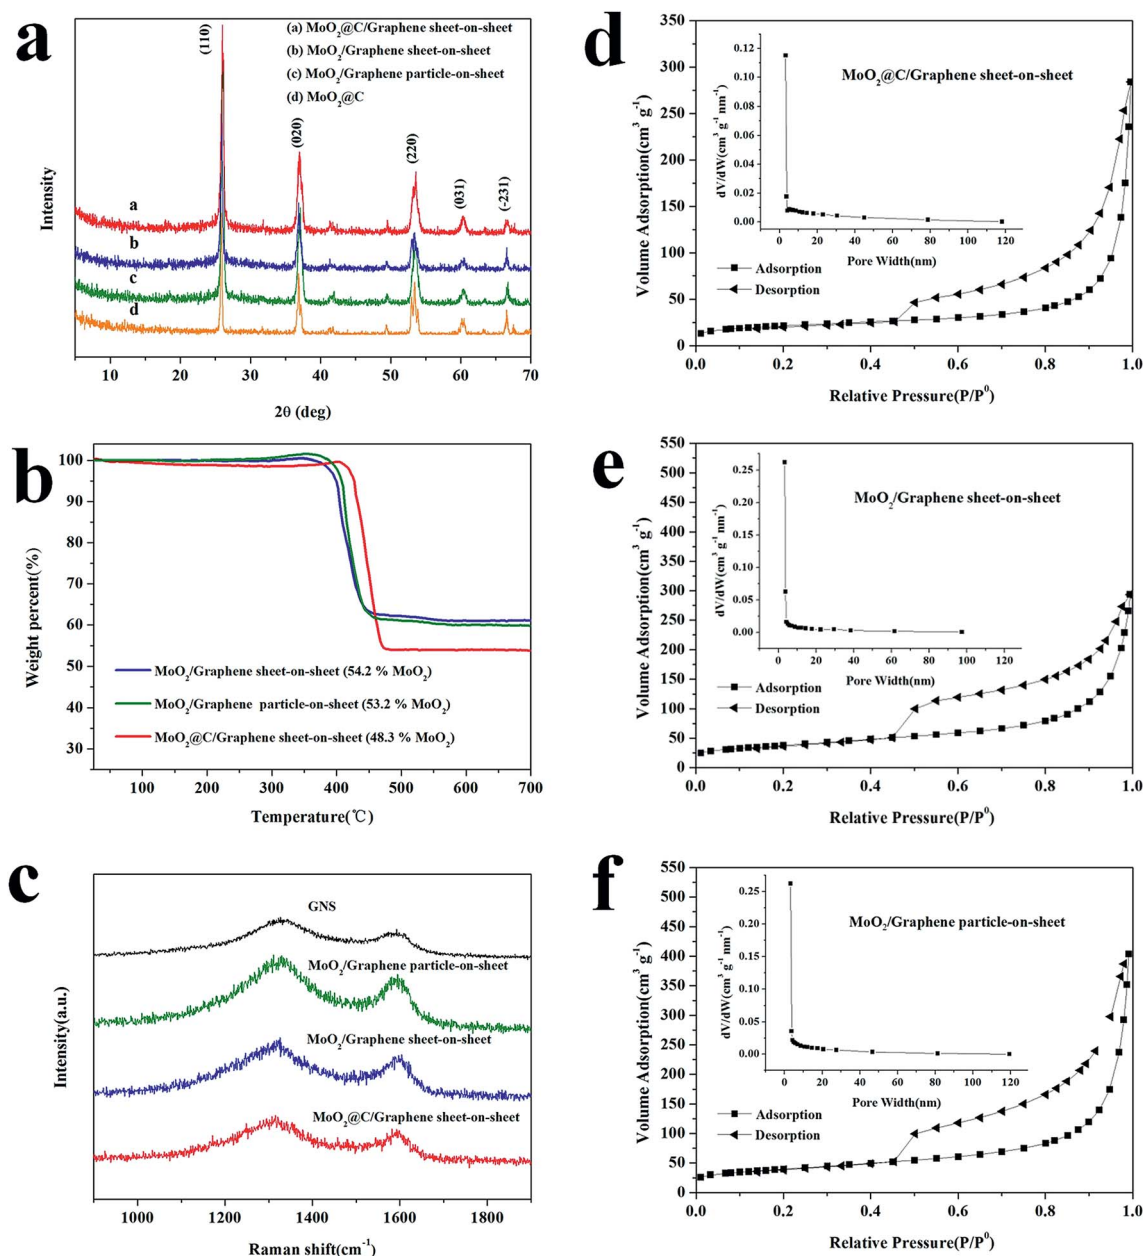 a
(a) MoO₂@C/Graphene sheet-on-sheet
(b) MoO₂/Graphene sheet-on-sheet
(c) MoO₂/Graphene particle-on-sheet
(d) MoO₂@C
(110)
(020)
(220)
(031)
(-231)
a
b
c
d
Intensity
10 20 30 40 50 60 70
2θ (deg)
b
100
90
80
70
60
50
40
30
Weight percent(%)
MoO₂/Graphene sheet-on-sheet (54.2 % MoO₂)
MoO₂/Graphene particle-on-sheet (53.2 % MoO₂)
MoO₂@C/Graphene sheet-on-sheet (48.3 % MoO₂)
100 200 300 400 500 600 700
Temperature(℃)
c
GNS
MoO₂/Graphene particle-on-sheet
MoO₂/Graphene sheet-on-sheet
MoO₂@C/Graphene sheet-on-sheet
Intensity(a.u.)
1000 1200 1400 1600 1800
Raman shift(cm⁻¹)
d
350
300
250
200
150
100
50
0
Volume Adsorption(cm³ g⁻¹)
MoO₂@C/Graphene sheet-on-sheet
0.12
0.10
0.08
0.06
0.04
0.02
0.00
dV/dW(cm³ g⁻¹ nm⁻¹)
0 20 40 60 80 100 120
Pore Width(nm)
Adsorption
Desorption
0.0 0.2 0.4 0.6 0.8 1.0
Relative Pressure(P/P⁰)
e
550
500
450
400
350
300
250
200
150
100
50
0
Volume Adsorption(cm³ g⁻¹)
MoO₂/Graphene sheet-on-sheet
0.25
0.20
0.15
0.10
0.05
0.00
dV/dW(cm³ g⁻¹ nm⁻¹)
0 20 40 60 80 100 120
Pore Width(nm)
Adsorption
Desorption
0.0 0.2 0.4 0.6 0.8 1.0
Relative Pressure(P/P⁰)
f
550
500
450
400
350
300
250
200
150
100
50
0
Volume Adsorption(cm³ g⁻¹)
MoO₂/Graphene particle-on-sheet
0.25
0.20
0.15
0.10
0.05
0.00
dV/dW(cm³ g⁻¹ nm⁻¹)
0 20 40 60 80 100 120
Pore Width(nm)
Adsorption
Desorption
0.0 0.2 0.4 0.6 0.8 1.0
Relative Pressure(P/P⁰)